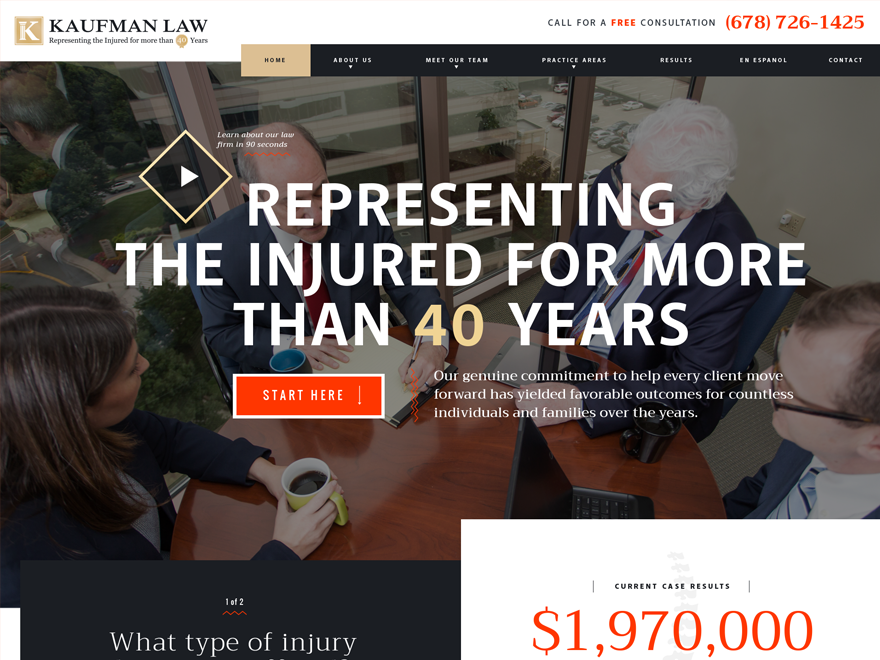 KAUFMAN LAW
Representing the Injured for more than 40 Years
CALL FOR A FREE CONSULTATION (678) 726-1425
HOME
ABOUT US
MEET OUR TEAM
PRACTICE AREAS
RESULTS
EN ESPANOL
CONTACT
Learn about our law
firm in 90 seconds
REPRESENTING
THE INJURED FOR MORE
THAN 40 YEARS
START HERE
Our genuine commitment to help every client move
forward has yielded favorable outcomes for countless
individuals and families over the years.
1 of 2
What type of injury
CURRENT CASE RESULTS
$1,970,000